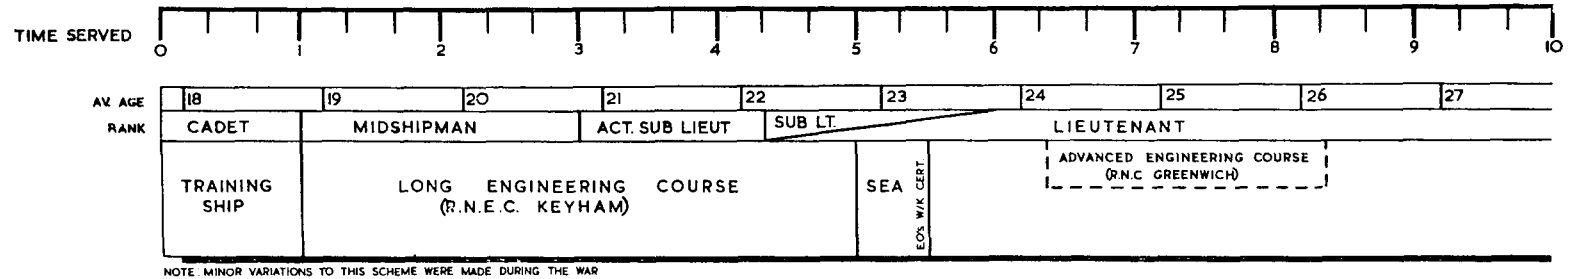 TIME SERVED
0 1 2 3 4 5 6 7 8 9 10
AV. AGE 18 19 20 21 22 23 24 25 26 27
RANK CADET MIDSHIPMAN ACT. SUB LIEUT SUB LT. LIEUTENANT
TRAINING SHIP
LONG ENGINEERING COURSE
(R.N.E.C. KEYHAM)
SEA
E.O'S W/K CERT.
ADVANCED ENGINEERING COURSE
(R.N.C GREENWICH)
NOTE. MINOR VARIATIONS TO THIS SCHEME WERE MADE DURING THE WAR